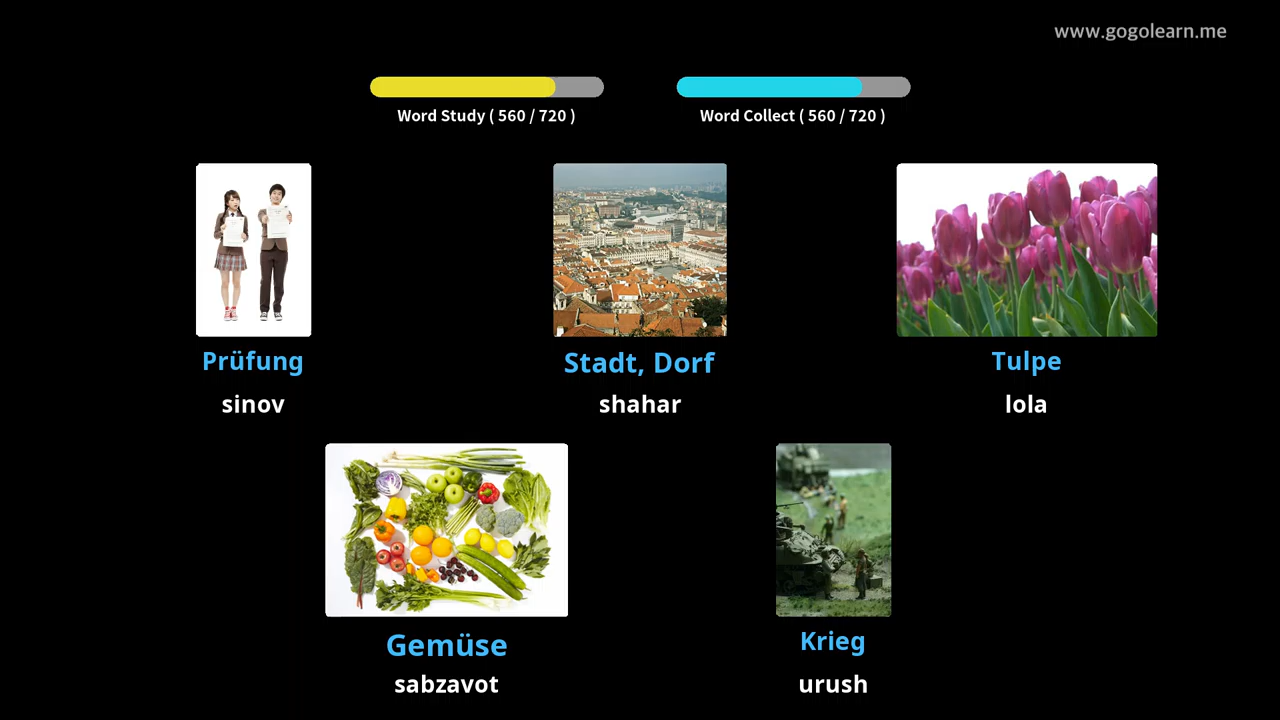 www.gogolearn.me
Word Study ( 560 / 720 )
Word Collect ( 560 / 720 )
Prüfung
sinov
Stadt, Dorf
shahar
Tulpe
lola
Gemüse
sabzavot
Krieg
urush